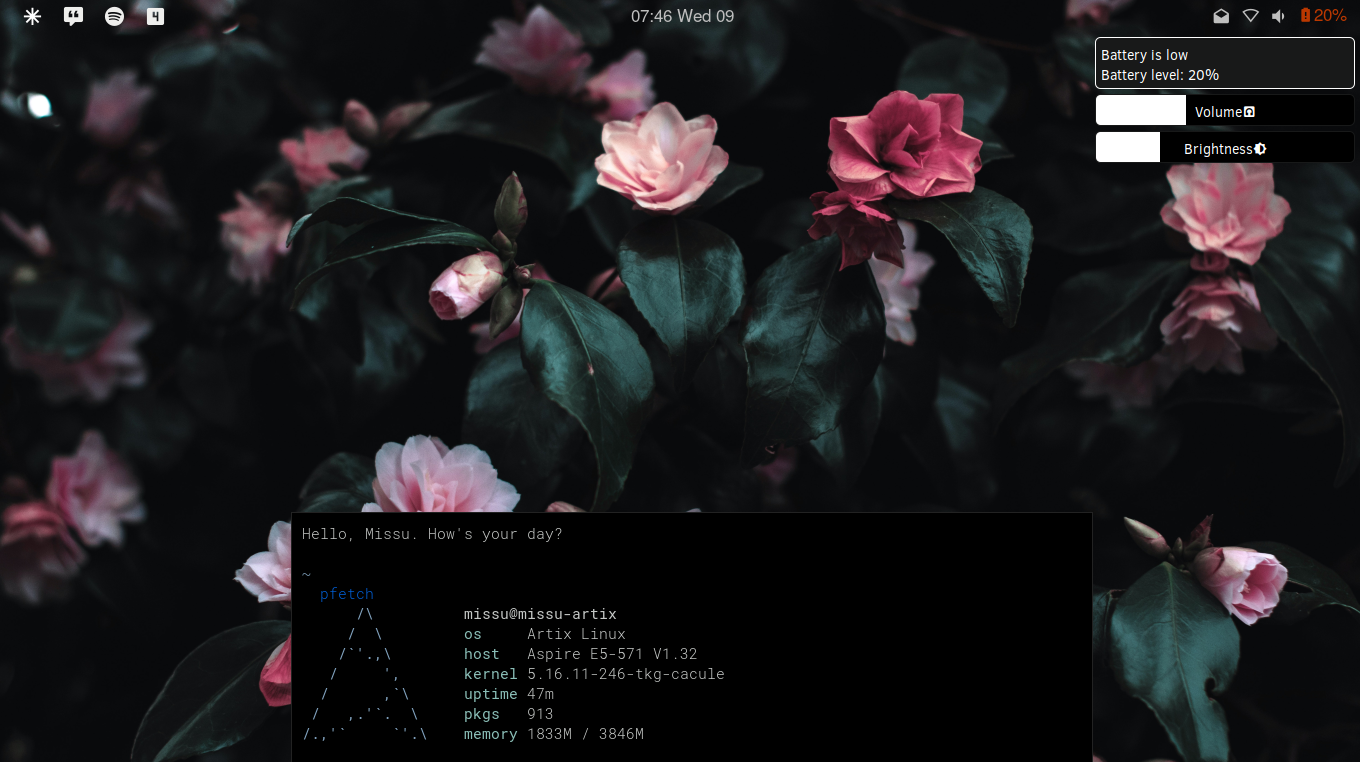 4
07:46 Wed 09
20%
Battery is low
Battery level: 20%
Volume
Brightness
Hello, Missu. How's your day?
~
pfetch
missu@missu-artix
os Artix Linux
host Aspire E5-571 V1.32
kernel 5.16.11-246-tkg-cacule
uptime 47m
pkgs 913
memory 1833M / 3846M